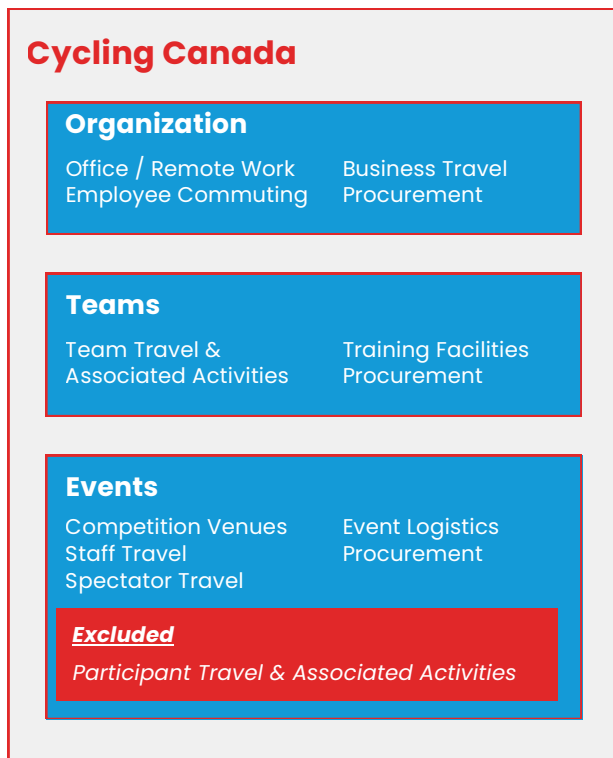 Cycling Canada
Organization
Office / Remote Work
Employee Commuting
Business Travel
Procurement
Teams
Team Travel &
Associated Activities
Training Facilities
Procurement
Events
Competition Venues
Staff Travel
Spectator Travel
Event Logistics
Procurement
Excluded
Participant Travel & Associated Activities